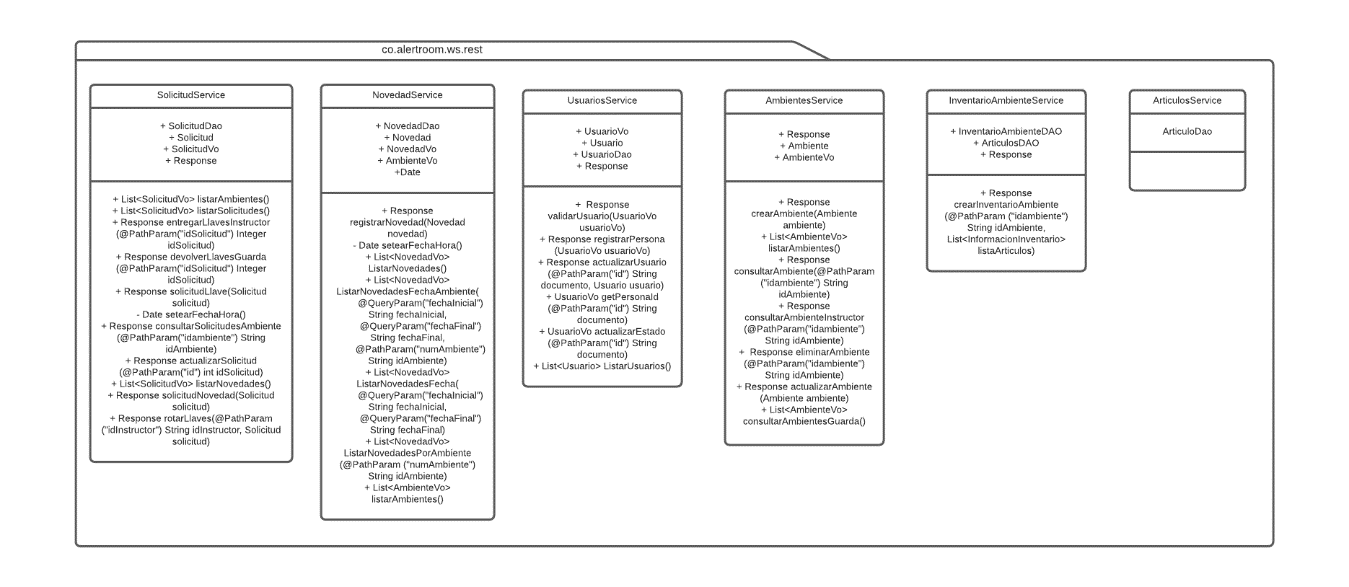 co.alertroom.ws.rest
SolicitudService
+ SolicitudDao
+ Solicitud
+ SolicitudVo
+ Response
+ List<SolicitudVo> listarAmbientes()
+ List<SolicitudVo> listarSolicitudes()
+ Response entregarLlavesInstructor
(@PathParam("idSolicitud") Integer
idSolicitud)
+ Response devolverLlavesGuarda
(@PathParam("idSolicitud") Integer
idSolicitud)
+ Response solicitudLlave(Solicitud
solicitud)
- Date setearFechaHora()
+ Response consultarSolicitudesAmbiente
(@PathParam("idambiente") String
idAmbiente)
+ Response actualizarSolicitud
(@PathParam("id") int idSolicitud)
+ List<SolicitudVo> listarNovedades()
+ Response solicitudNovedad(Solicitud
solicitud)
+ Response rotarLlaves(@PathParam
("idInstructor") String idInstructor, Solicitud
solicitud)
NovedadService
+ NovedadDao
+ Novedad
+ NovedadVo
+ AmbienteVo
+Date
+ Response
registrarNovedad(Novedad
novedad)
- Date setearFechaHora()
+ List<NovedadVo>
ListarNovedades()
+ List<NovedadVo>
ListarNovedadesFechaAmbiente(
@QueryParam("fechaInicial")
String fechaInicial,
@QueryParam("fechaFinal")
String fechaFinal,
@PathParam("numAmbiente")
String idAmbiente)
+ List<NovedadVo>
ListarNovedadesFecha(
@QueryParam("fechaInicial")
String fechaInicial,
@QueryParam("fechaFinal")
String fechaFinal)
+ List<NovedadVo>
ListarNovedadesPorAmbiente
(@PathParam ("numAmbiente")
String idAmbiente)
+ List<AmbienteVo>
listarAmbientes()
UsuariosService
+ UsuarioVo
+ Usuario
+ UsuarioDao
+ Response
+ Response
validarUsuario(UsuarioVo
usuarioVo)
+ Response registrarPersona
(UsuarioVo usuarioVo)
+ Response actualizarUsuario
(@PathParam("id") String
documento, Usuario usuario)
+ UsuarioVo getPersonaId
(@PathParam("id") String
documento)
+ UsuarioVo actualizarEstado
(@PathParam("id") String
documento)
+ List<Usuario> ListarUsuarios()
AmbientesService
+ Response
+ Ambiente
+ AmbienteVo
+ Response
crearAmbiente(Ambiente
ambiente)
+ List<AmbienteVo>
listarAmbientes()
+ Response
consultarAmbiente(@PathParam
("idambiente") String
idAmbiente)
+ Response
consultarAmbienteInstructor
(@PathParam("idambiente")
String idAmbiente)
+ Response eliminarAmbiente
(@PathParam("idambiente")
String idAmbiente)
+ Response actualizarAmbiente
(Ambiente ambiente)
+ List<AmbienteVo>
consultarAmbientesGuarda()
InventarioAmbienteService
+ InventarioAmbienteDAO
+ ArticulosDAO
+ Response
+ Response
crearInventarioAmbiente
(@PathParam ("idambiente")
String idAmbiente,
List<InformacionInventario>
listaArticulos)
ArticulosService
ArticuloDao